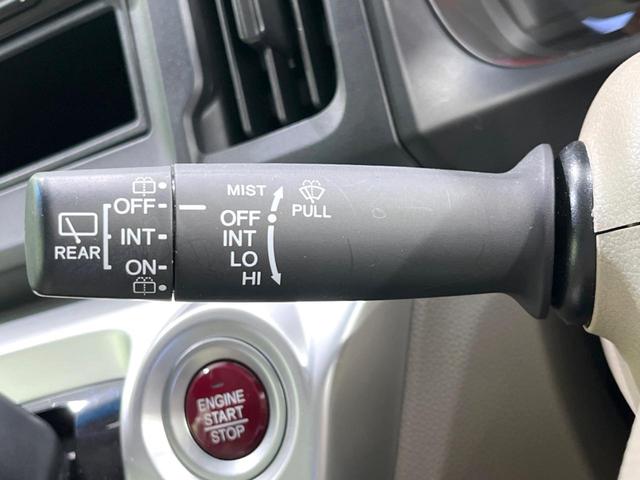 OFF
INT
ON
REAR
MIST
OFF
INT
LO
HI
PULL
ENGINE
START
STOP